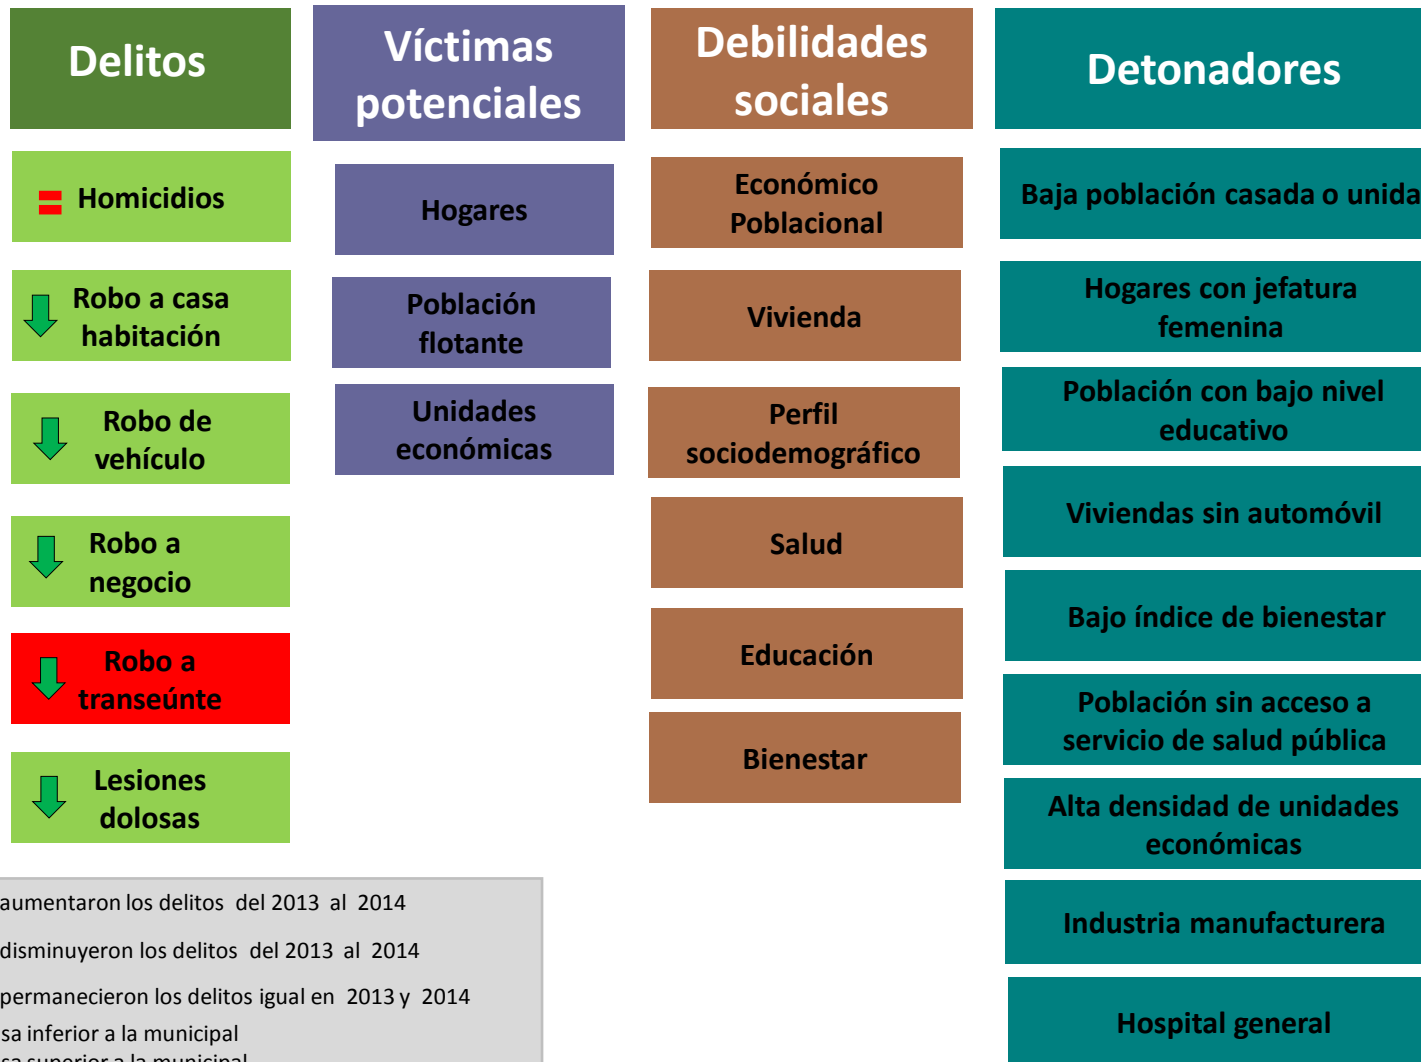 Delitos
Homicidios
Robo a casa
habitación
Robo de
vehículo
Robo a
negocio
Robo a
transeúnte
Lesiones
dolosas
Víctimas
potenciales
Hogares
Población
flotante
Unidades
económicas
Debilidades
sociales
Económico
Poblacional
Vivienda
Perfil
sociodemográfico
Salud
Educación
Bienestar
Detonadores
Baja población casada o unida
Hogares con jefatura
femenina
Población con bajo nivel
educativo
Viviendas sin automóvil
Bajo índice de bienestar
Población sin acceso a
servicio de salud pública
Alta densidad de unidades
económicas
Industria manufacturera
Hospital general
aumentaron los delitos del 2013 al 2014
disminuyeron los delitos del 2013 al 2014
permanecieron los delitos igual en 2013 y 2014
sa inferior a la municipal
sa superior a la municipal